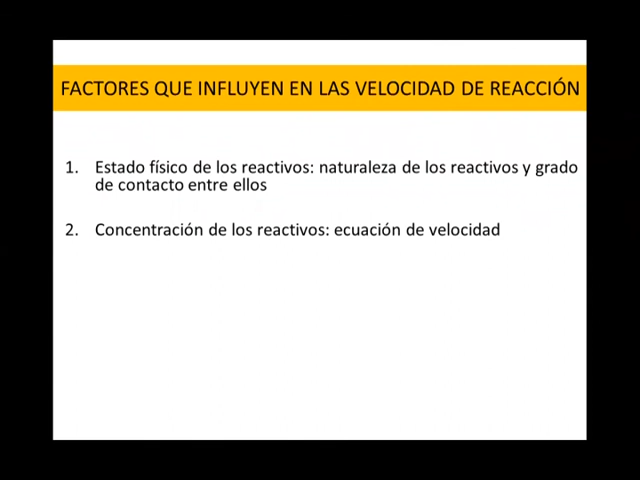 FACTORES QUE INFLUYEN EN LAS VELOCIDAD DE REACCIÓN
1. Estado físico de los reactivos: naturaleza de los reactivos y grado
de contacto entre ellos
2. Concentración de los reactivos: ecuación de velocidad